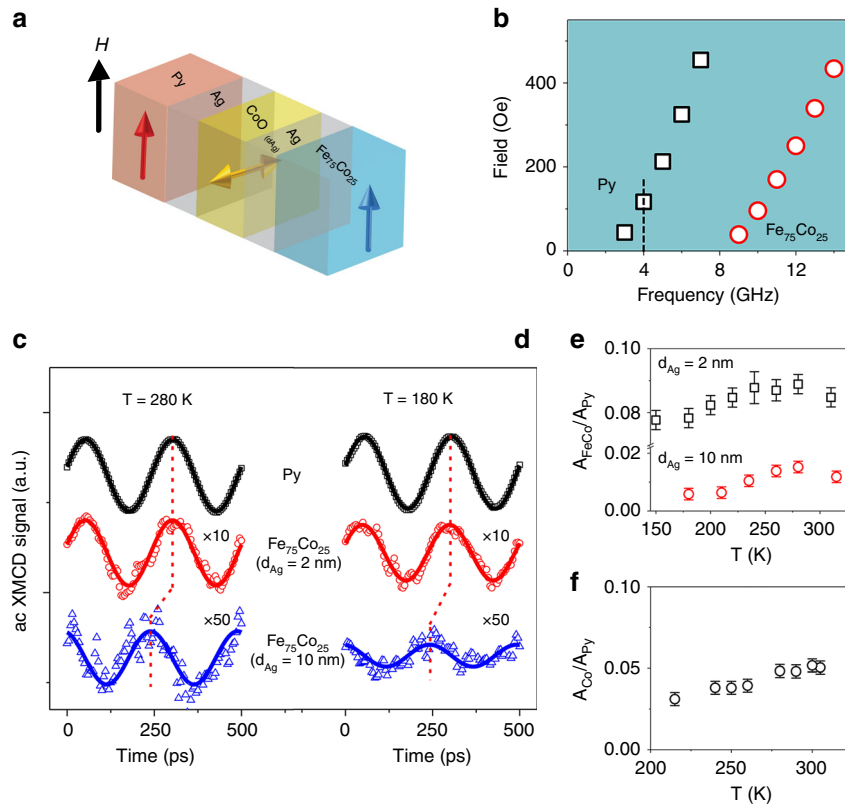 a
H
Py
Ag
CoO
Ag
(dAg)
Fe75Co25
b
Field (Oe)
400
200
0
Py
Fe75Co25
0
4
8
12
Frequency (GHz)
c
d
T = 280 K
T = 180 K
ac XMCD signal (a.u.)
Py
×10
Fe75Co25
(dAg = 2 nm)
×10
×50
Fe75Co25
(dAg = 10 nm)
×50
0
250
500
0
250
500
Time (ps)
Time (ps)
e
AFeCo/APy
0.10
0.08
0.02
0.00
dAg = 2 nm
dAg = 10 nm
150
200
250
300
T (K)
f
ACo/APy
0.10
0.05
0.00
200
250
300
T (K)